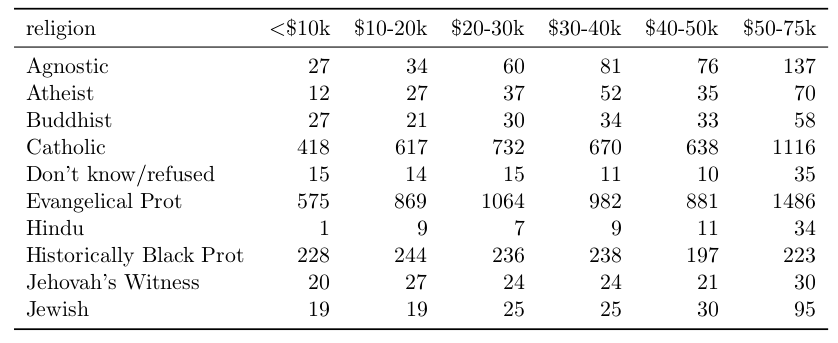 religion <$10k $10-20k $20-30k $30-40k $40-50k $50-75k
Agnostic 27 34 60 81 76 137
Atheist 12 27 37 52 35 70
Buddhist 27 21 30 34 33 58
Catholic 418 617 732 670 638 1116
Don't know/refused 15 14 15 11 10 35
Evangelical Prot 575 869 1064 982 881 1486
Hindu 1 9 7 9 11 34
Historically Black Prot 228 244 236 238 197 223
Jehovah's Witness 20 27 24 24 21 30
Jewish 19 19 25 25 30 95